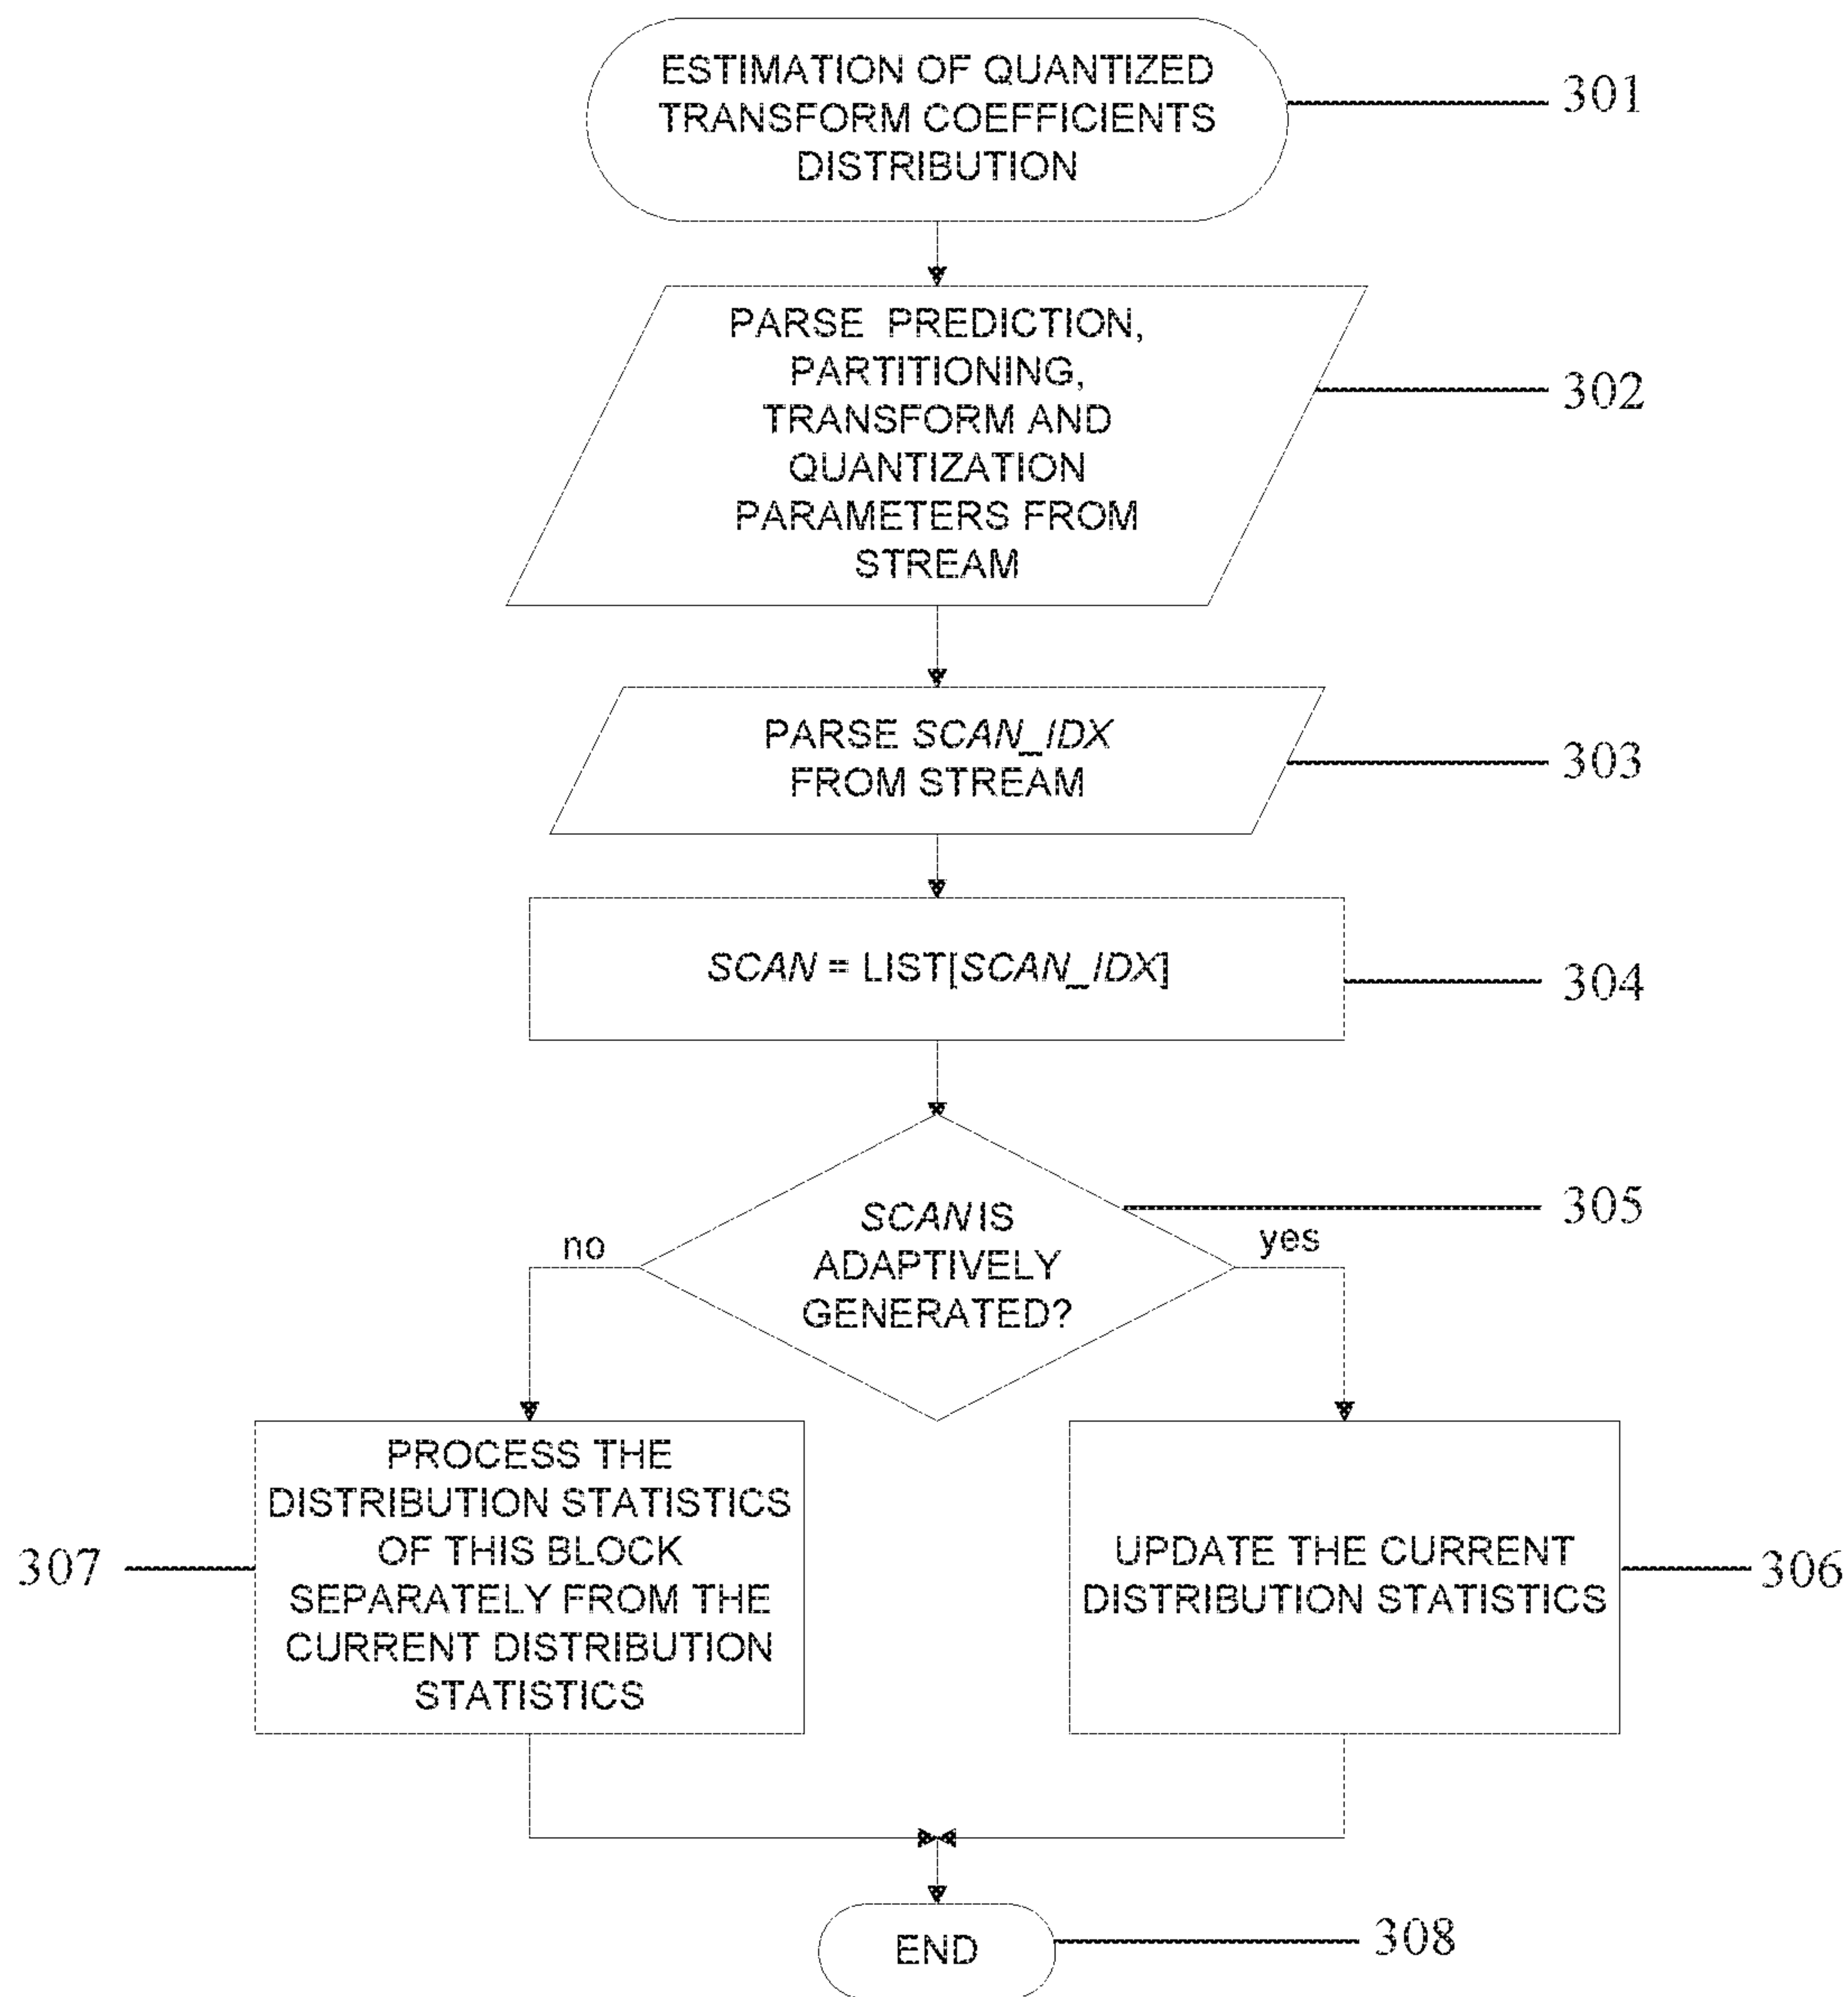 ESTIMATION OF QUANTIZED
TRANSFORM COEFFICIENTS
DISTRIBUTION
301
PARSE PREDICTION,
PARTITIONING,
TRANSFORM AND
QUANTIZATION
PARAMETERS FROM
STREAM
302
PARSE SCAN_IDX
FROM STREAM
303
SCAN = LIST[SCAN_IDX]
304
SCAN IS
ADAPTIVELY
GENERATED?
305
no
yes
PROCESS THE
DISTRIBUTION STATISTICS
OF THIS BLOCK
SEPARATELY FROM THE
CURRENT DISTRIBUTION
STATISTICS
307
UPDATE THE CURRENT
DISTRIBUTION STATISTICS
306
END
308